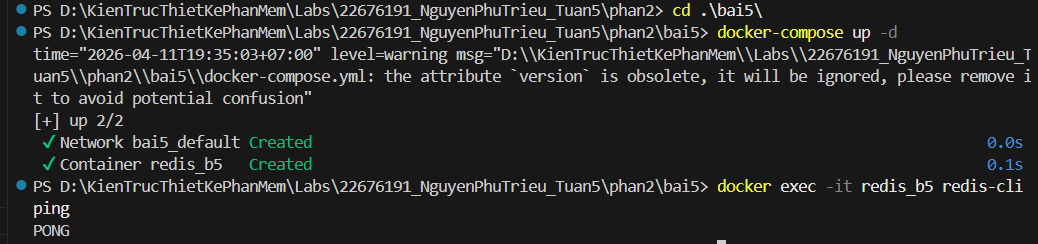 PS D:\KienTrucThietKePhanMem\Labs\22676191_NguyenPhuTrieu_Tuan5\phan2> cd .\bai5\
PS D:\KienTrucThietKePhanMem\Labs\22676191_NguyenPhuTrieu_Tuan5\phan2\bai5> docker-compose up -d
time="2026-04-11T19:35:03+07:00" level=warning msg="D:\\KienTrucThietKePhanMem\\Labs\\22676191_NguyenPhuTrieu_T
uan5\\phan2\\bai5\\docker-compose.yml: the attribute `version` is obsolete, it will be ignored, please remove i
t to avoid potential confusion"
[+] up 2/2
✓ Network bai5_default Created 0.0s
✓ Container redis_b5 Created 0.1s
PS D:\KienTrucThietKePhanMem\Labs\22676191_NguyenPhuTrieu_Tuan5\phan2\bai5> docker exec -it redis_b5 redis-cli
ping
PONG